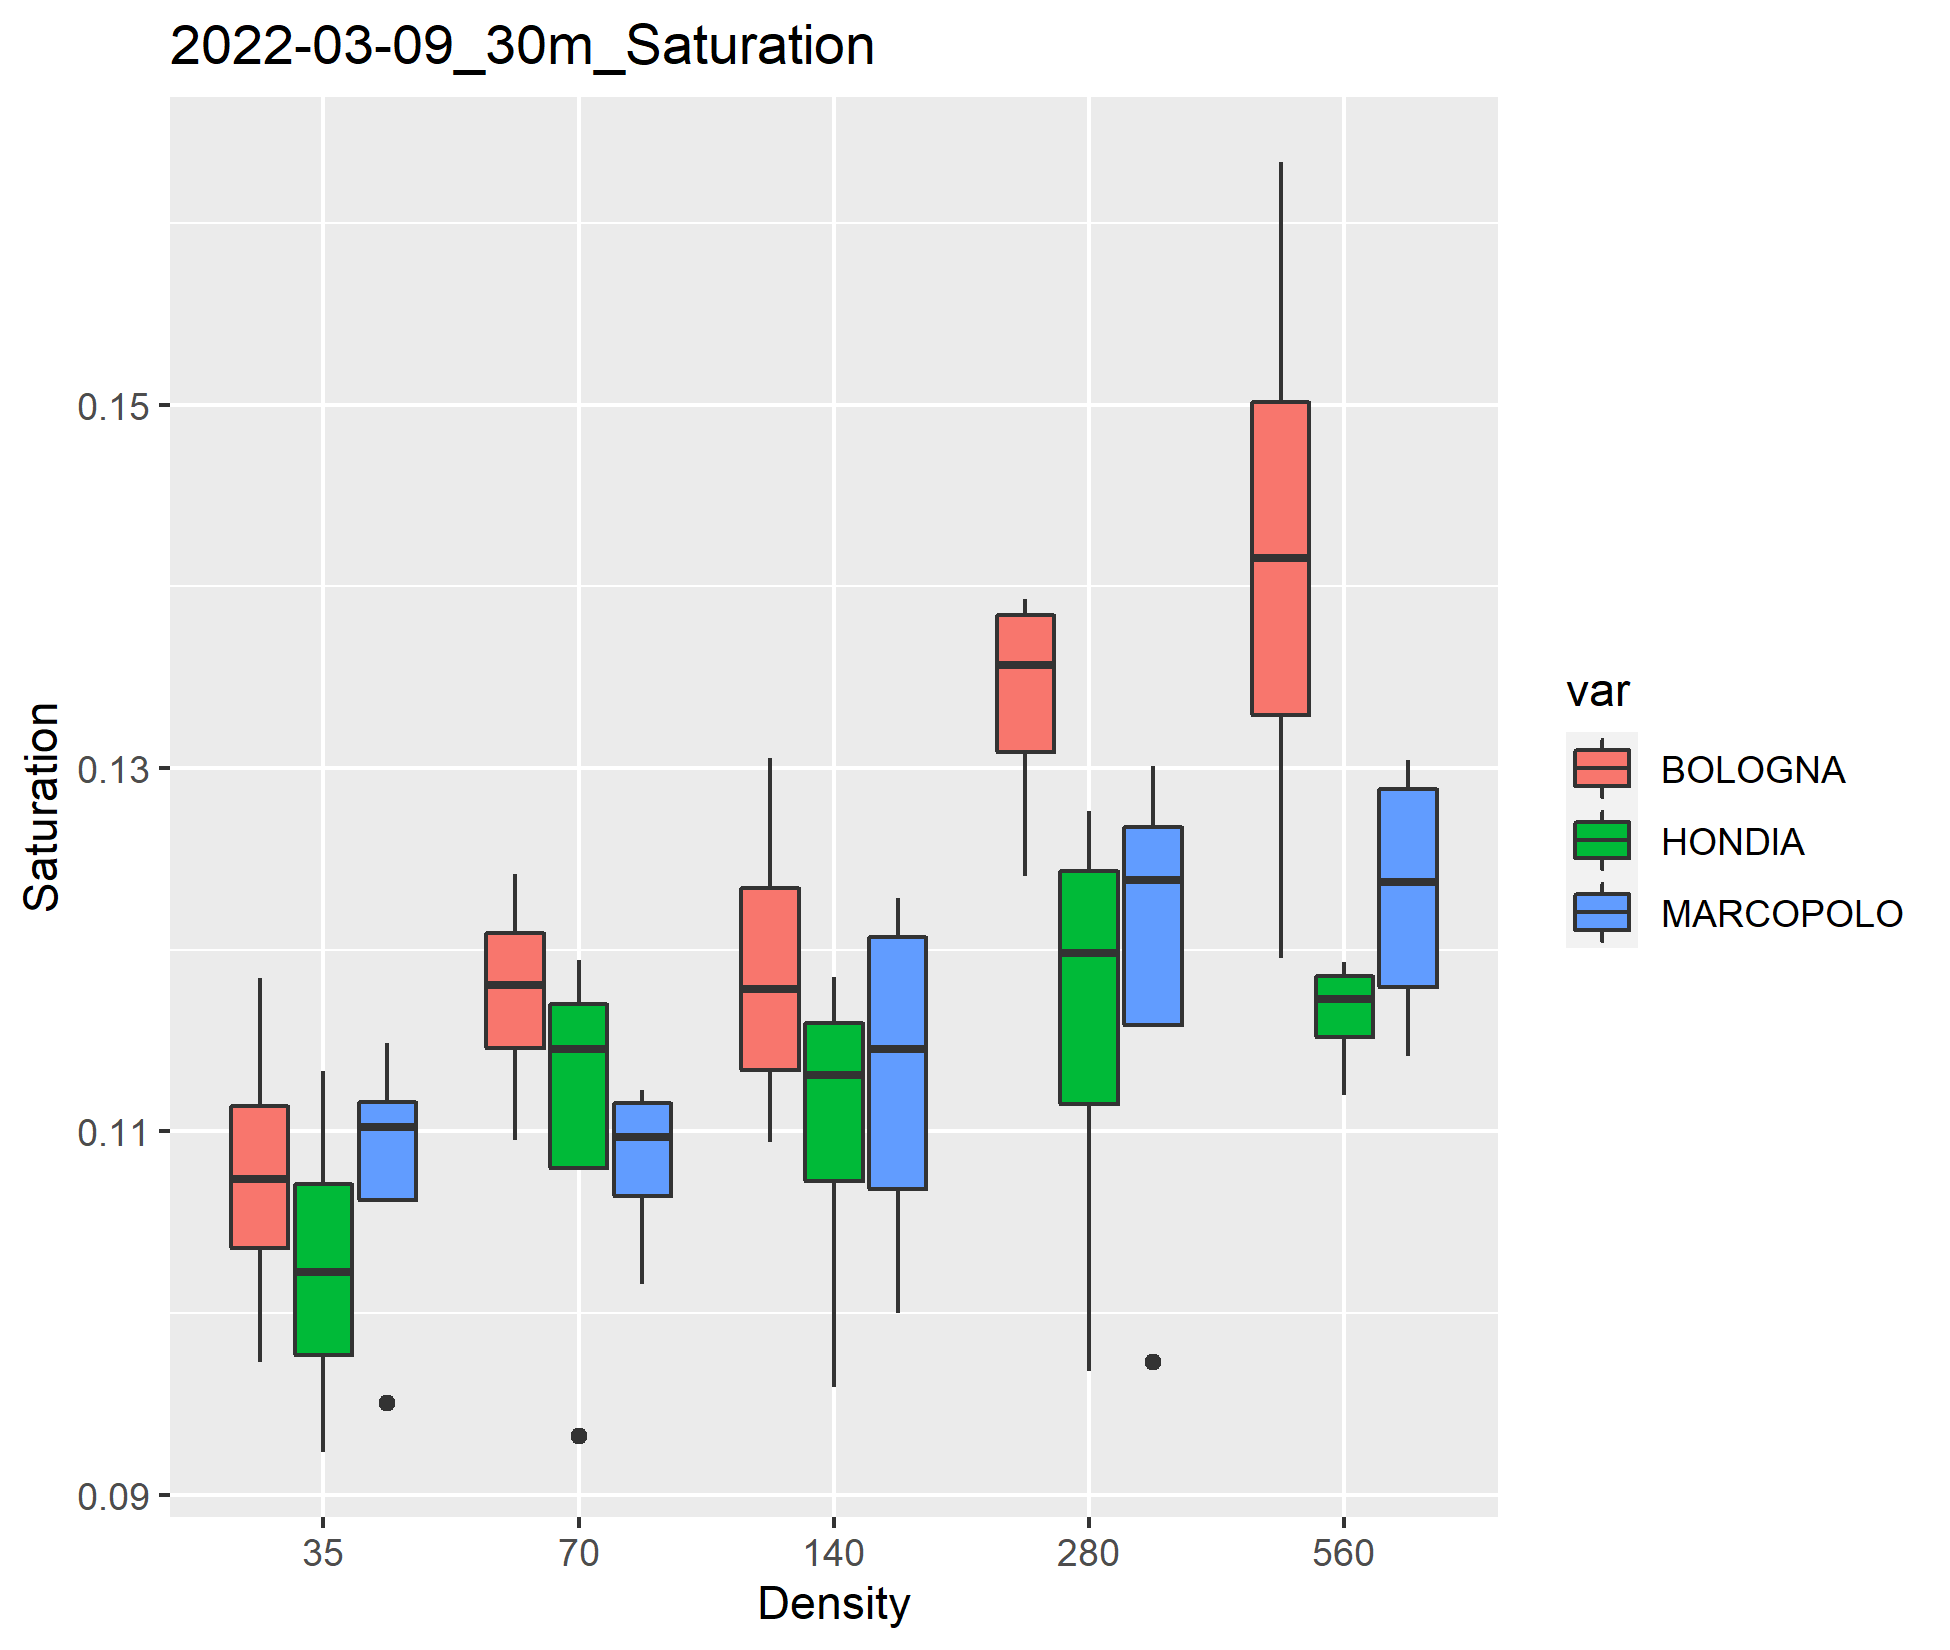 2022-03-09_30m_Saturation
0.15
0.13
0.11
0.09
Saturation
35 70 140 280 560
Density
var
BOLOGNA
HONDIA
MARCOPOLO